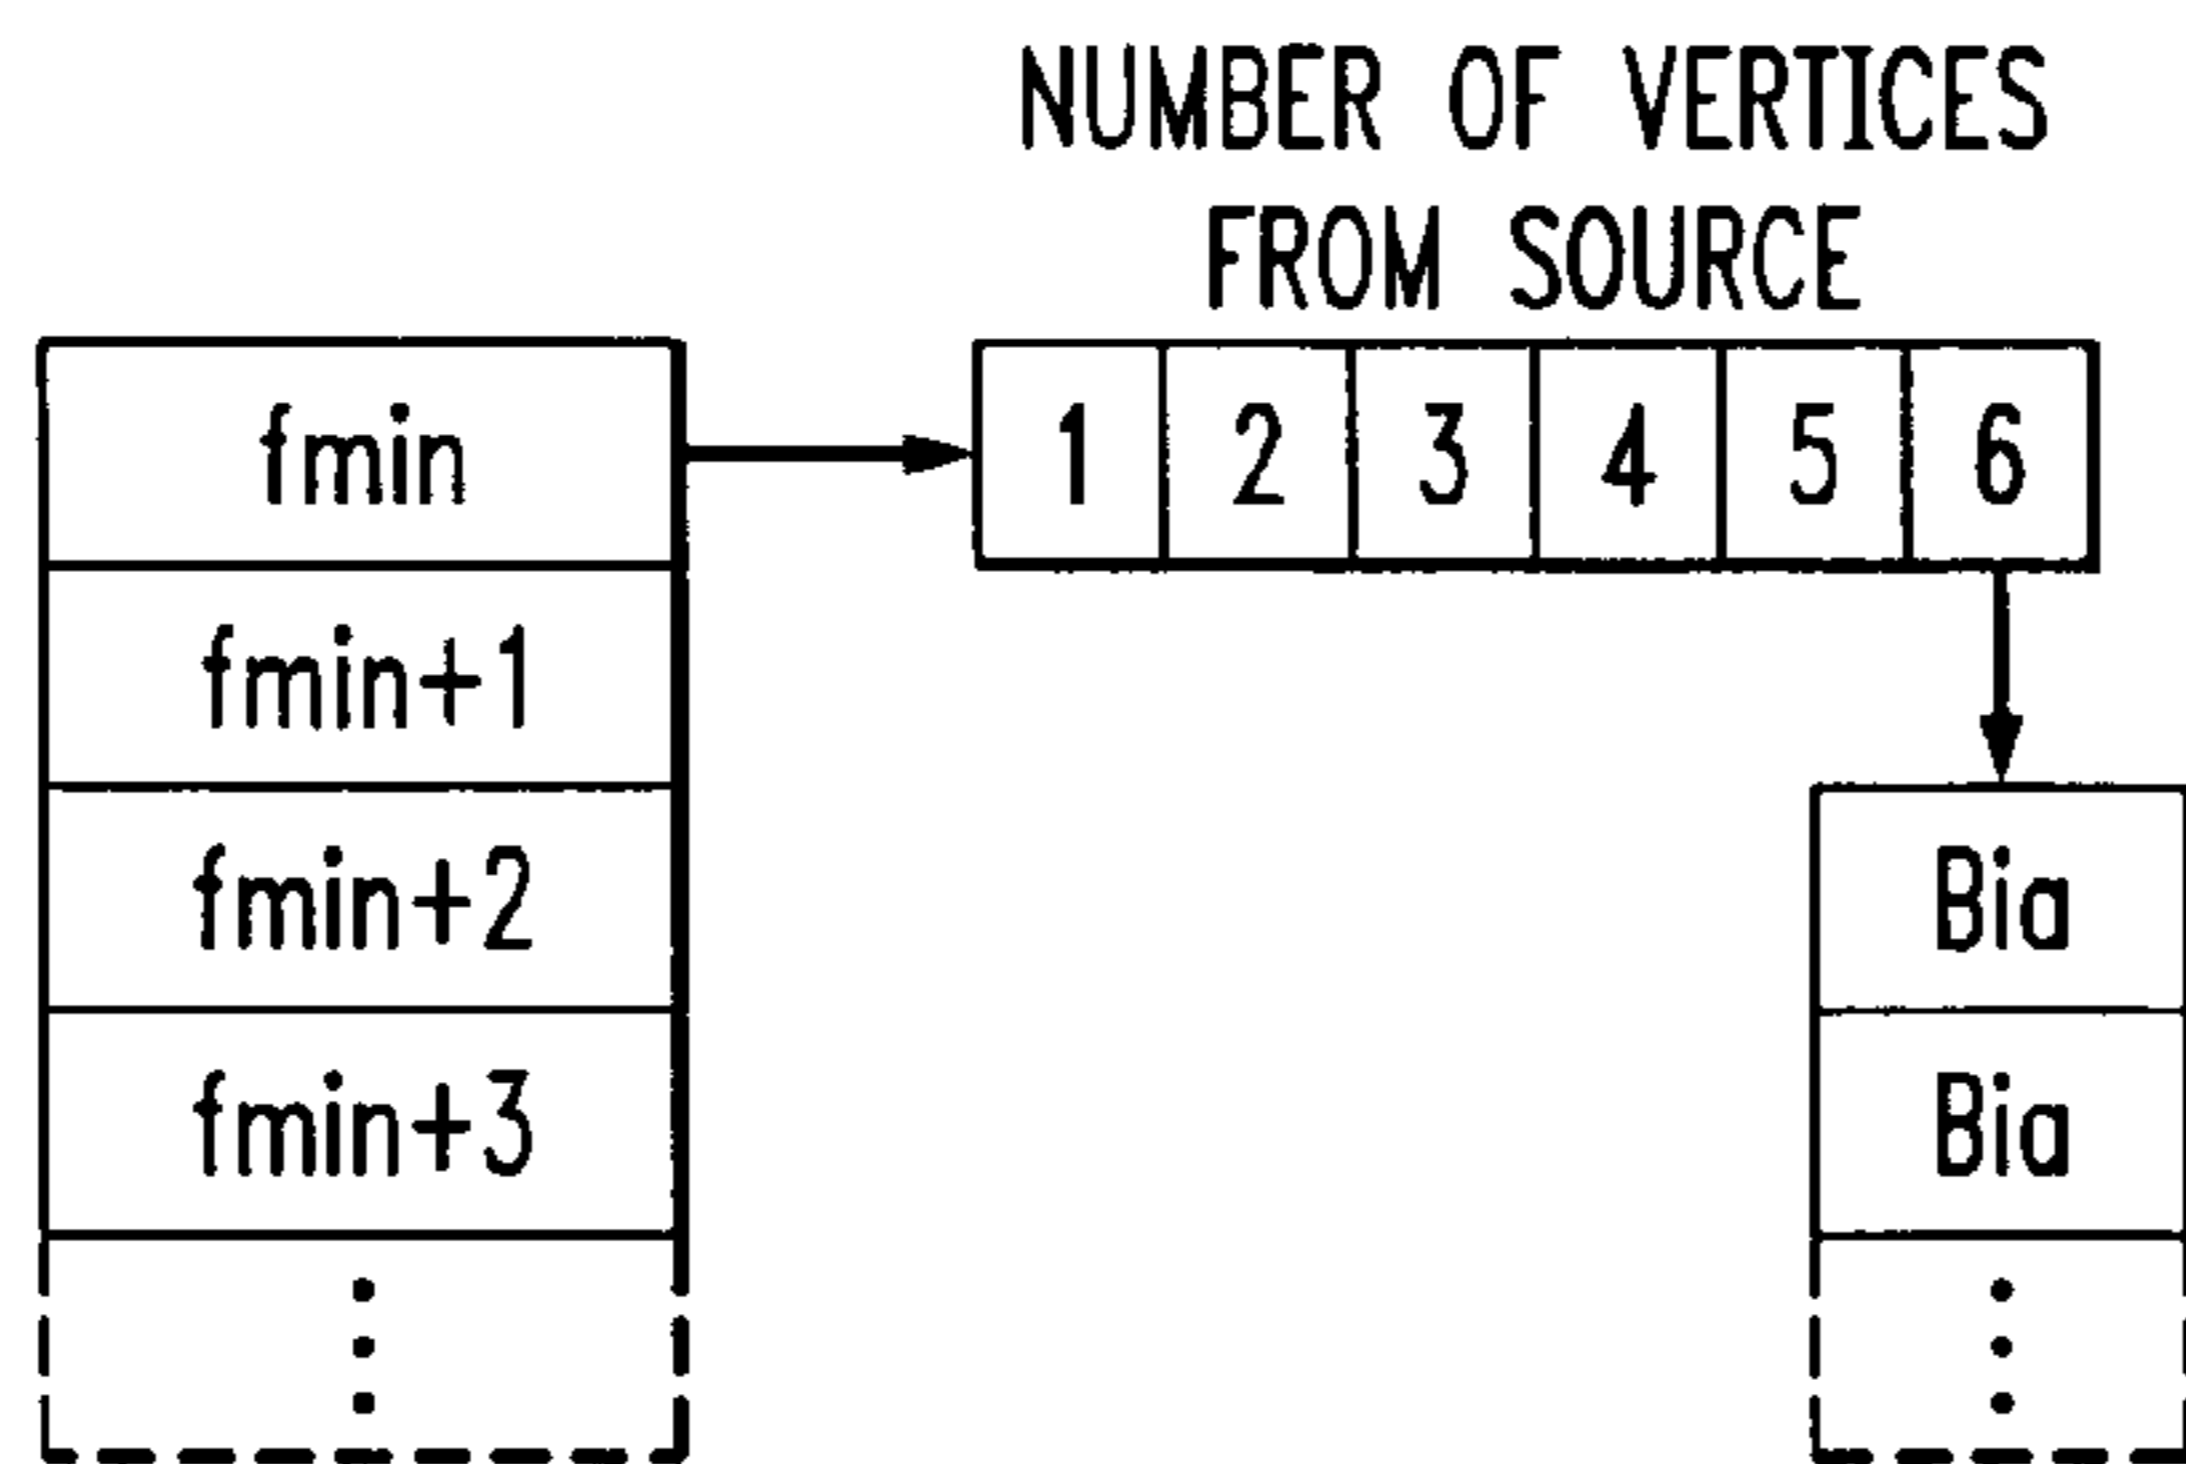 NUMBER OF VERTICES
FROM SOURCE
fmin
1 2 3 4 5 6
fmin+1
fmin+2
Bia
fmin+3
Bia